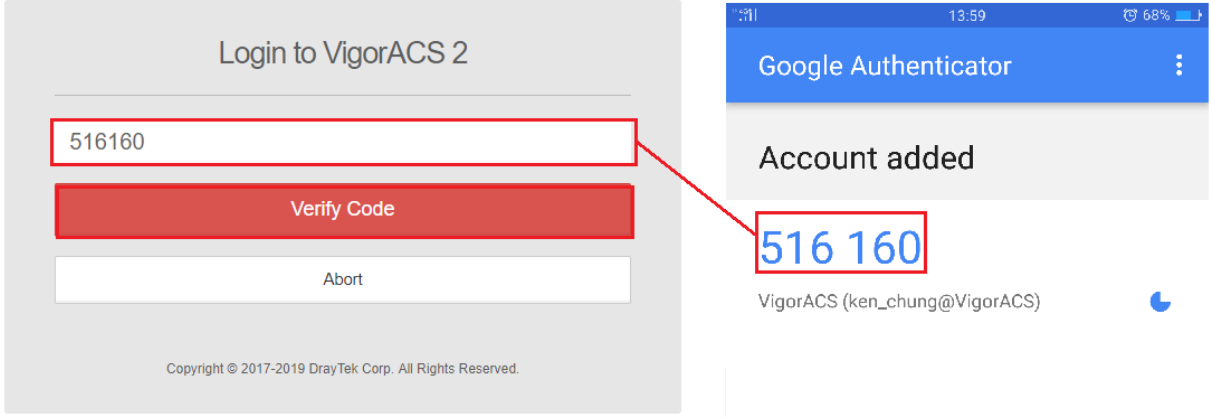 Login to VigorACS 2
516160
Verify Code
Abort
Copyright © 2017-2019 DrayTek Corp. All Rights Reserved.
13:59
68%
Google Authenticator
Account added
516 160
VigorACS (ken_chung@VigorACS)